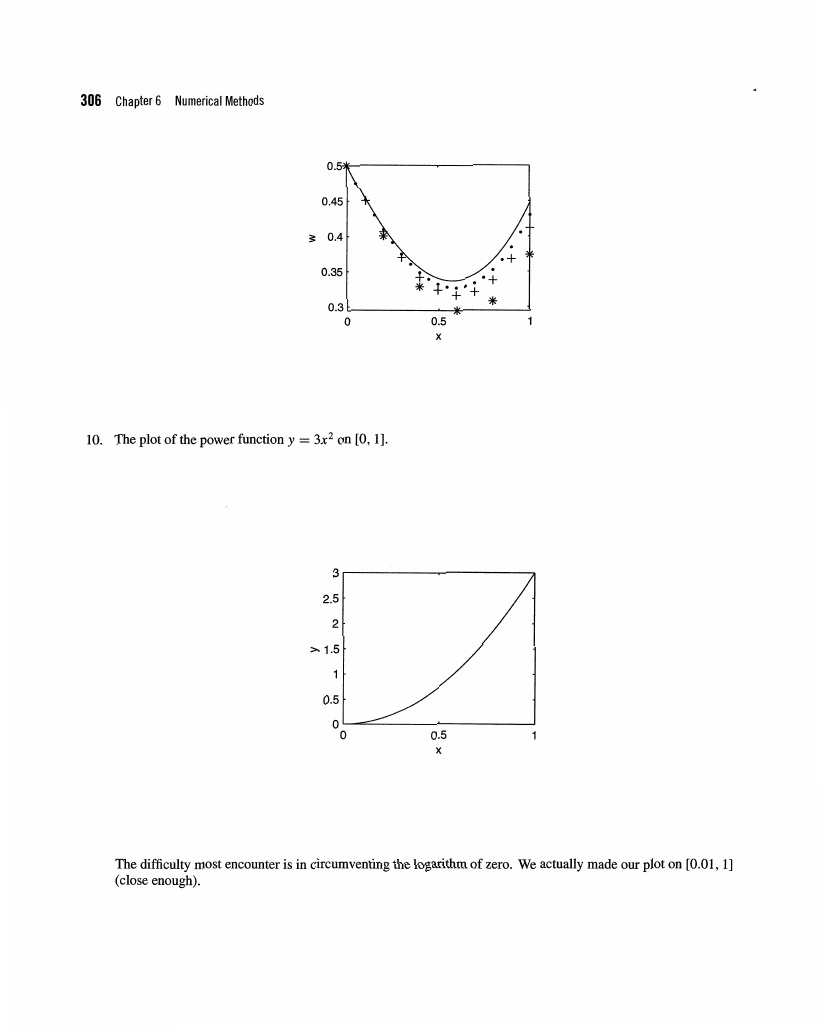 306 Chapter 6 Numerical Methods
0.5
0.45
w 0.4
0.35
0.3
0 0.5 1
x
10. The plot of the power function y = 3x² on [0, 1].
3
2.5
2
y 1.5
1
0.5
0
0 0.5 1
x
The difficulty most encounter is in circumventing the logarithm of zero. We actually made our plot on [0.01, 1]
(close enough).